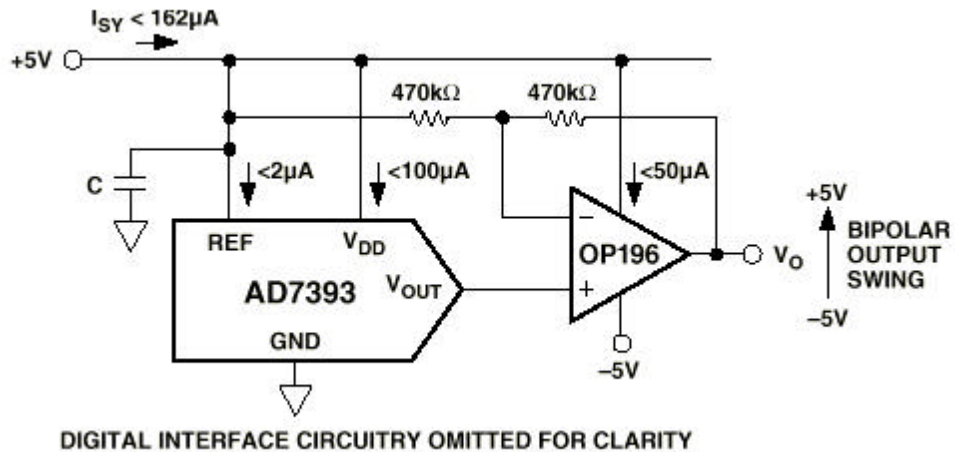 I_SY < 162µA
+5V
470kΩ
470kΩ
C
<2µA
<100µA
<50µA
REF
V_DD
V_OUT
AD7393
GND
−
+
OP196
−5V
V_O
+5V
BIPOLAR
OUTPUT
SWING
−5V
DIGITAL INTERFACE CIRCUITRY OMITTED FOR CLARITY